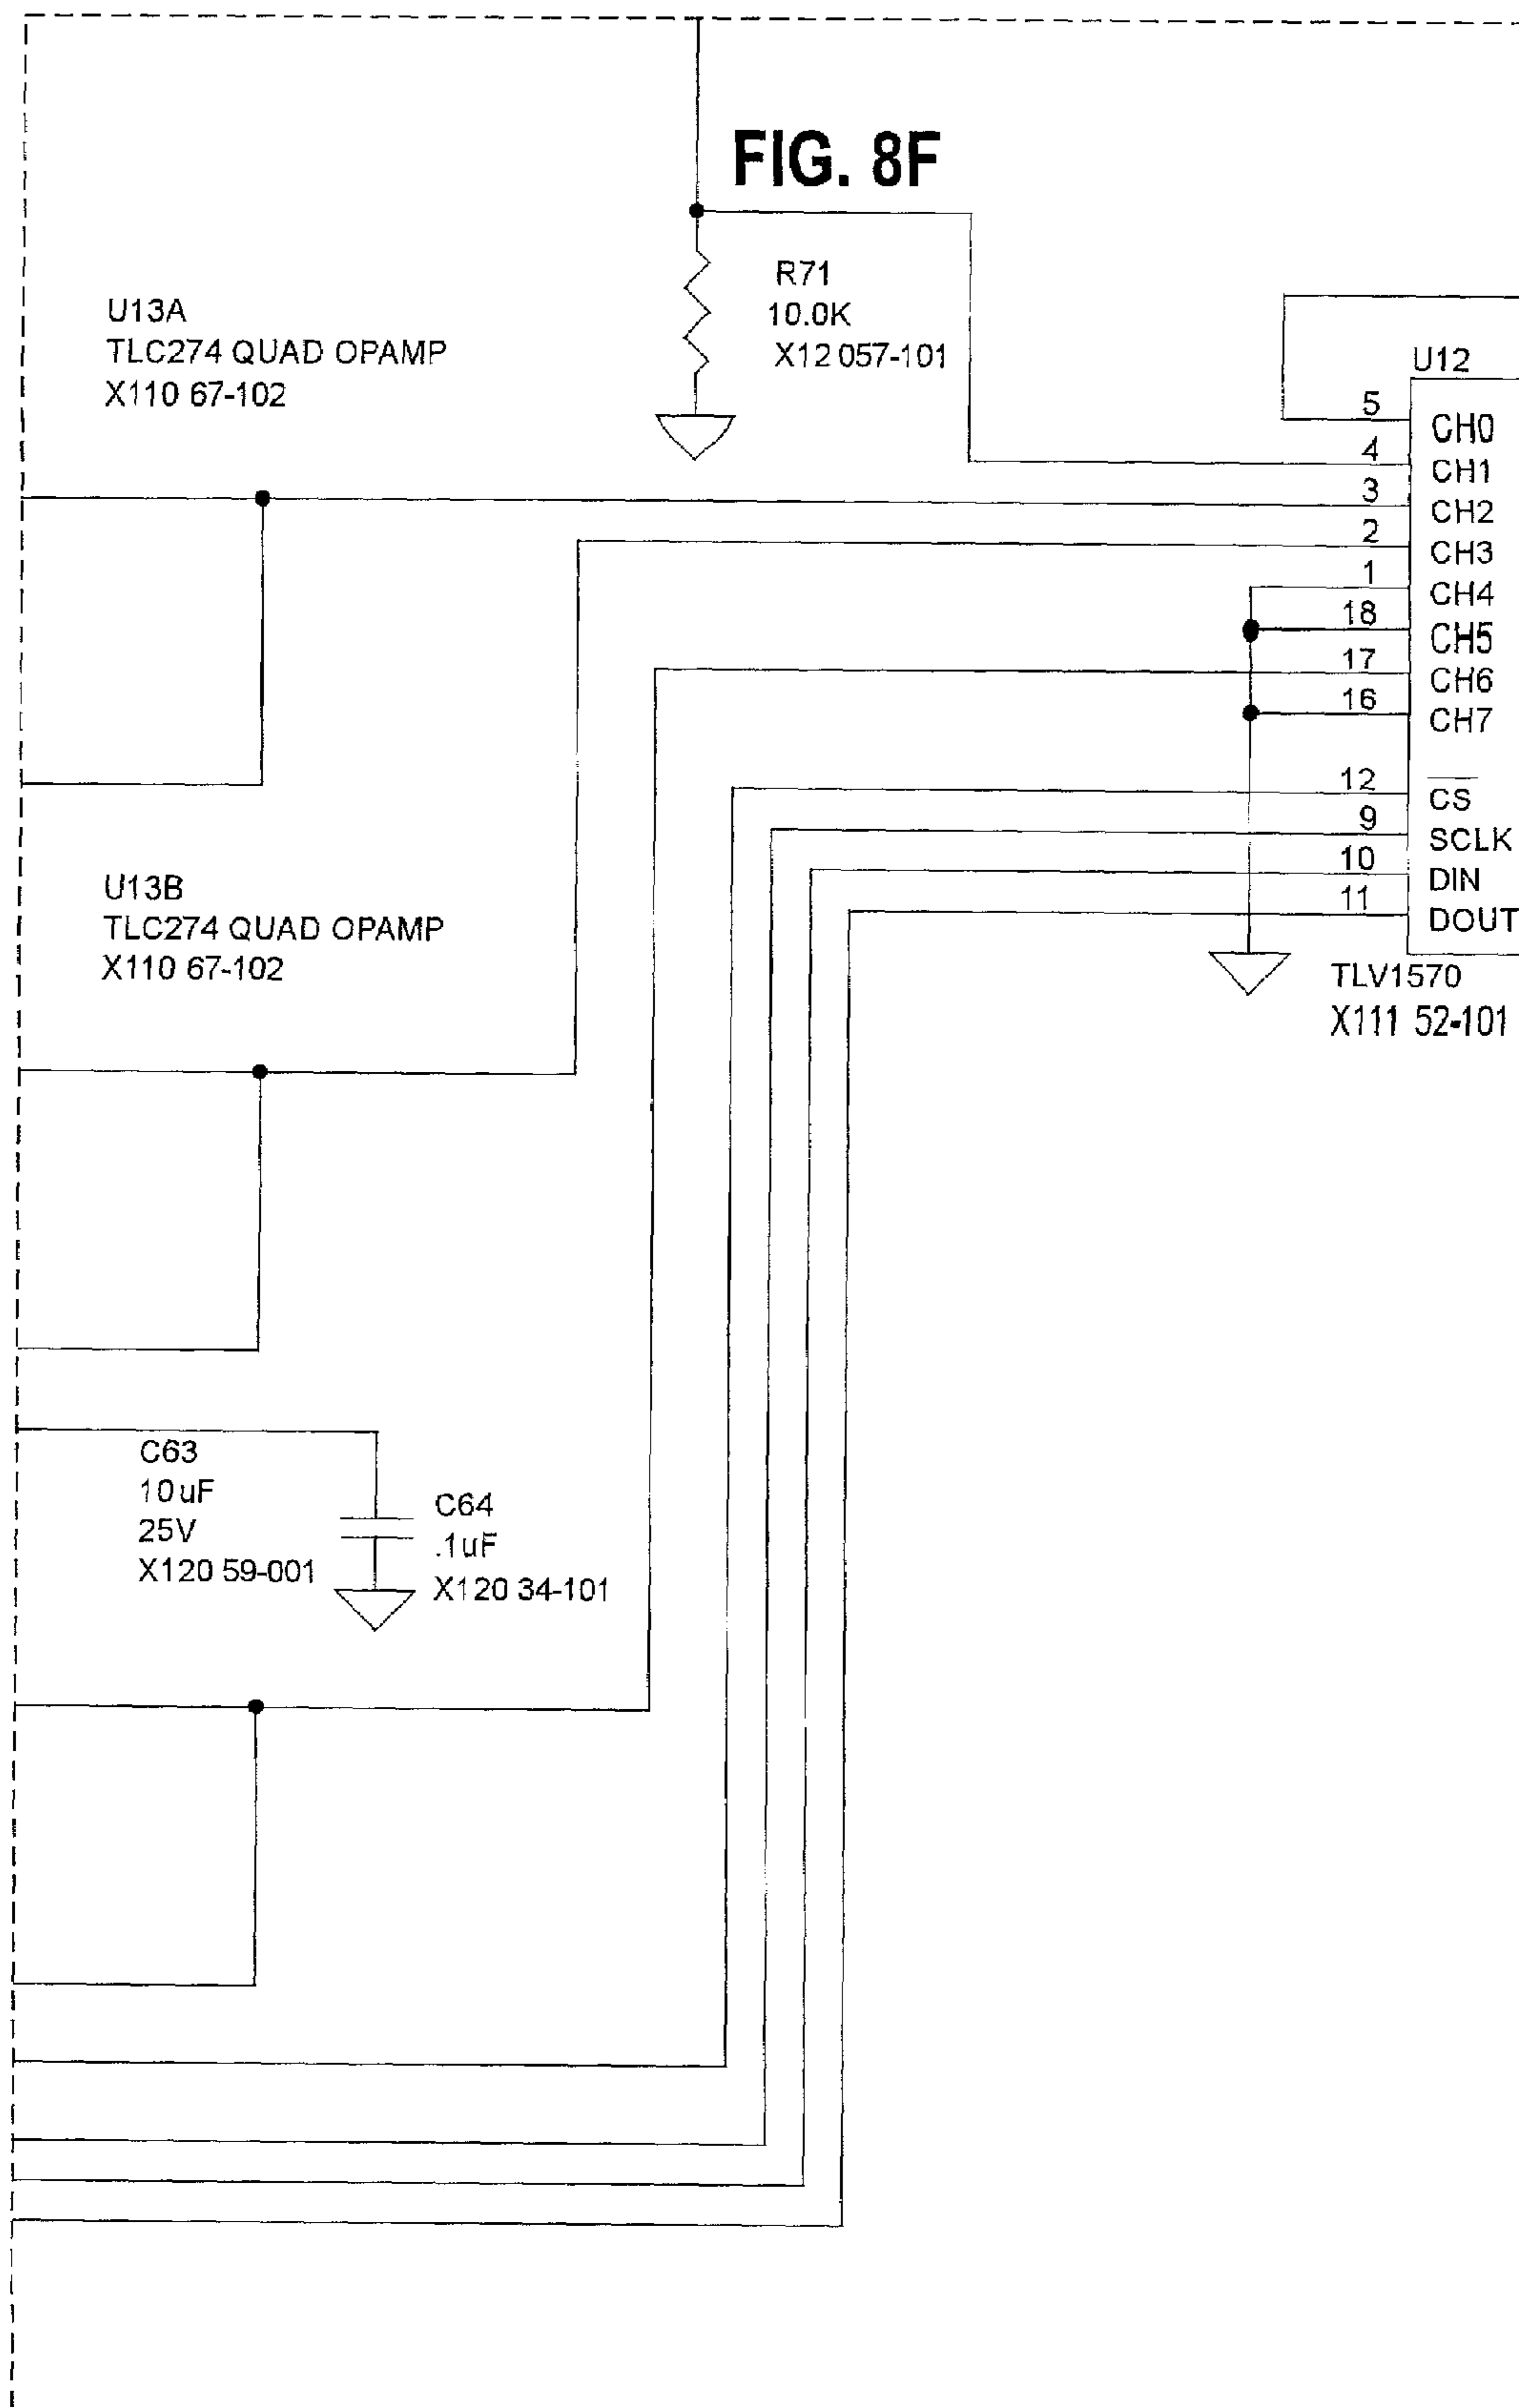 FIG. 8F
R71
10.0K
X12 057-101
U13A
TLC274 QUAD OPAMP
X110 67-102
U12
5
CH0
4
CH1
3
CH2
2
CH3
1
CH4
18
CH5
17
CH6
16
CH7
12
CS
9
SCLK
10
DIN
11
DOUT
TLV1570
X111 52-101
U13B
TLC274 QUAD OPAMP
X110 67-102
C63
10uF
25V
X120 59-001
C64
.1uF
X120 34-101